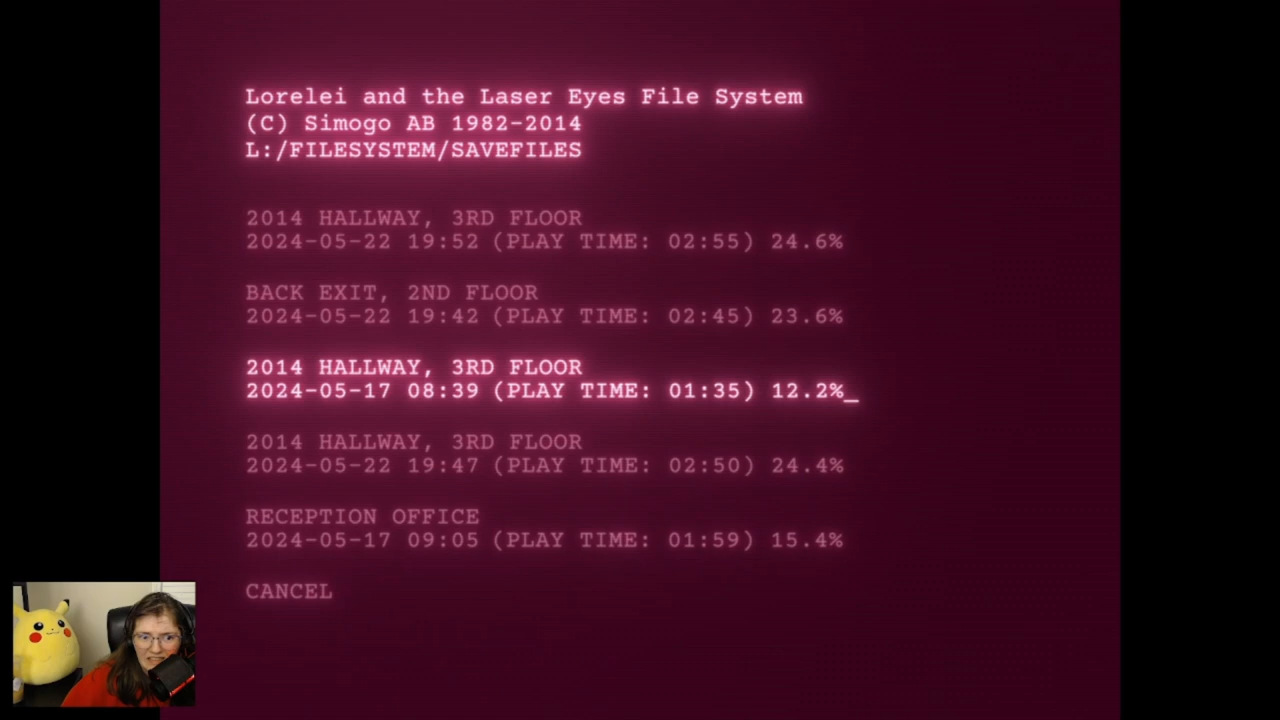 Lorelei and the Laser Eyes File System
(C) Simogo AB 1982-2014
L:/FILESYSTEM/SAVEFILES
2014 HALLWAY, 3RD FLOOR
2024-05-22 19:52 (PLAY TIME: 02:55) 24.6%
BACK EXIT, 2ND FLOOR
2024-05-22 19:42 (PLAY TIME: 02:45) 23.6%
2014 HALLWAY, 3RD FLOOR
2024-05-17 08:39 (PLAY TIME: 01:35) 12.2%_
2014 HALLWAY, 3RD FLOOR
2024-05-22 19:47 (PLAY TIME: 02:50) 24.4%
RECEPTION OFFICE
2024-05-17 09:05 (PLAY TIME: 01:59) 15.4%
CANCEL